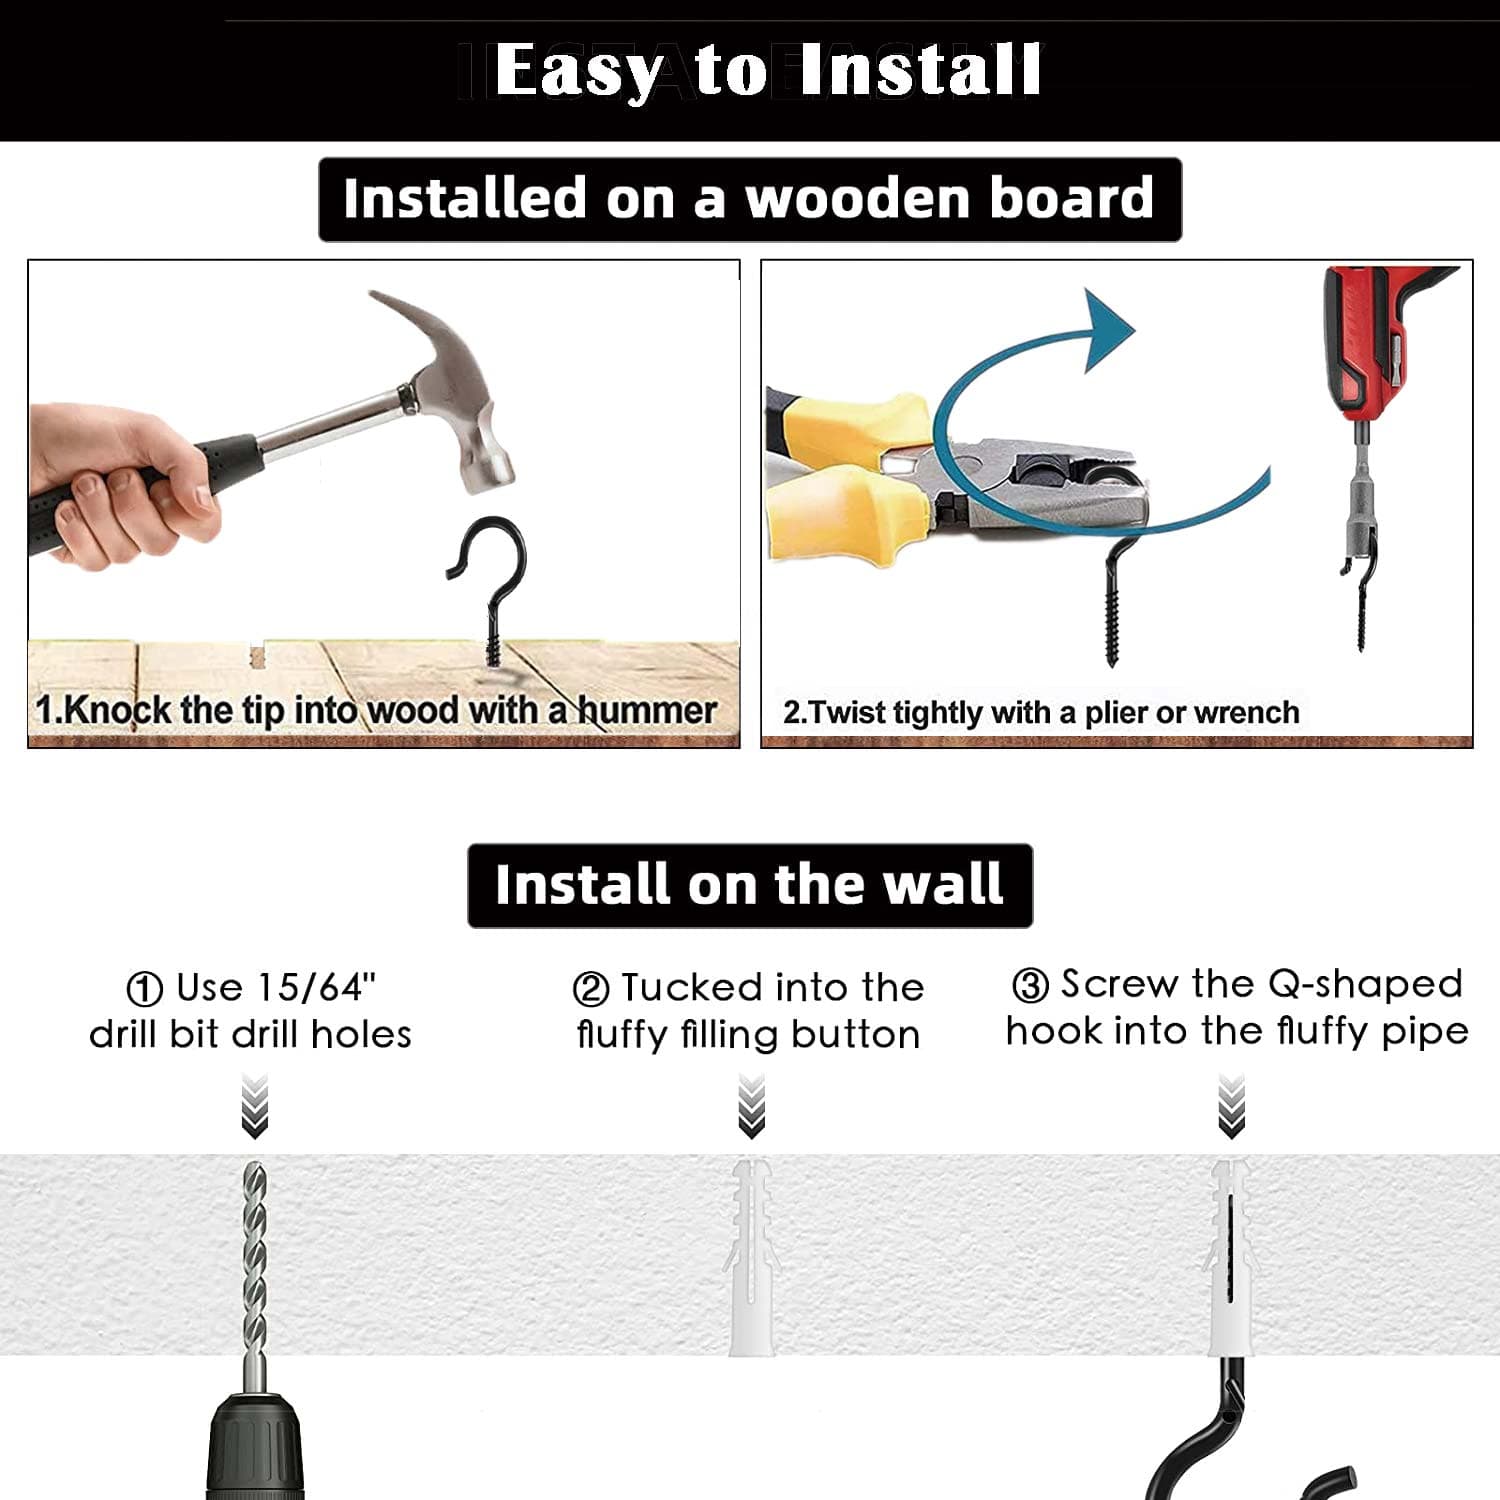 Easy to Install
Installed on a wooden board
1.Knock the tip into wood with a hummer
2.Twist tightly with a plier or wrench
Install on the wall
① Use 15/64"
drill bit drill holes
② Tucked into the
fluffy filling button
③ Screw the Q-shaped
hook into the fluffy pipe